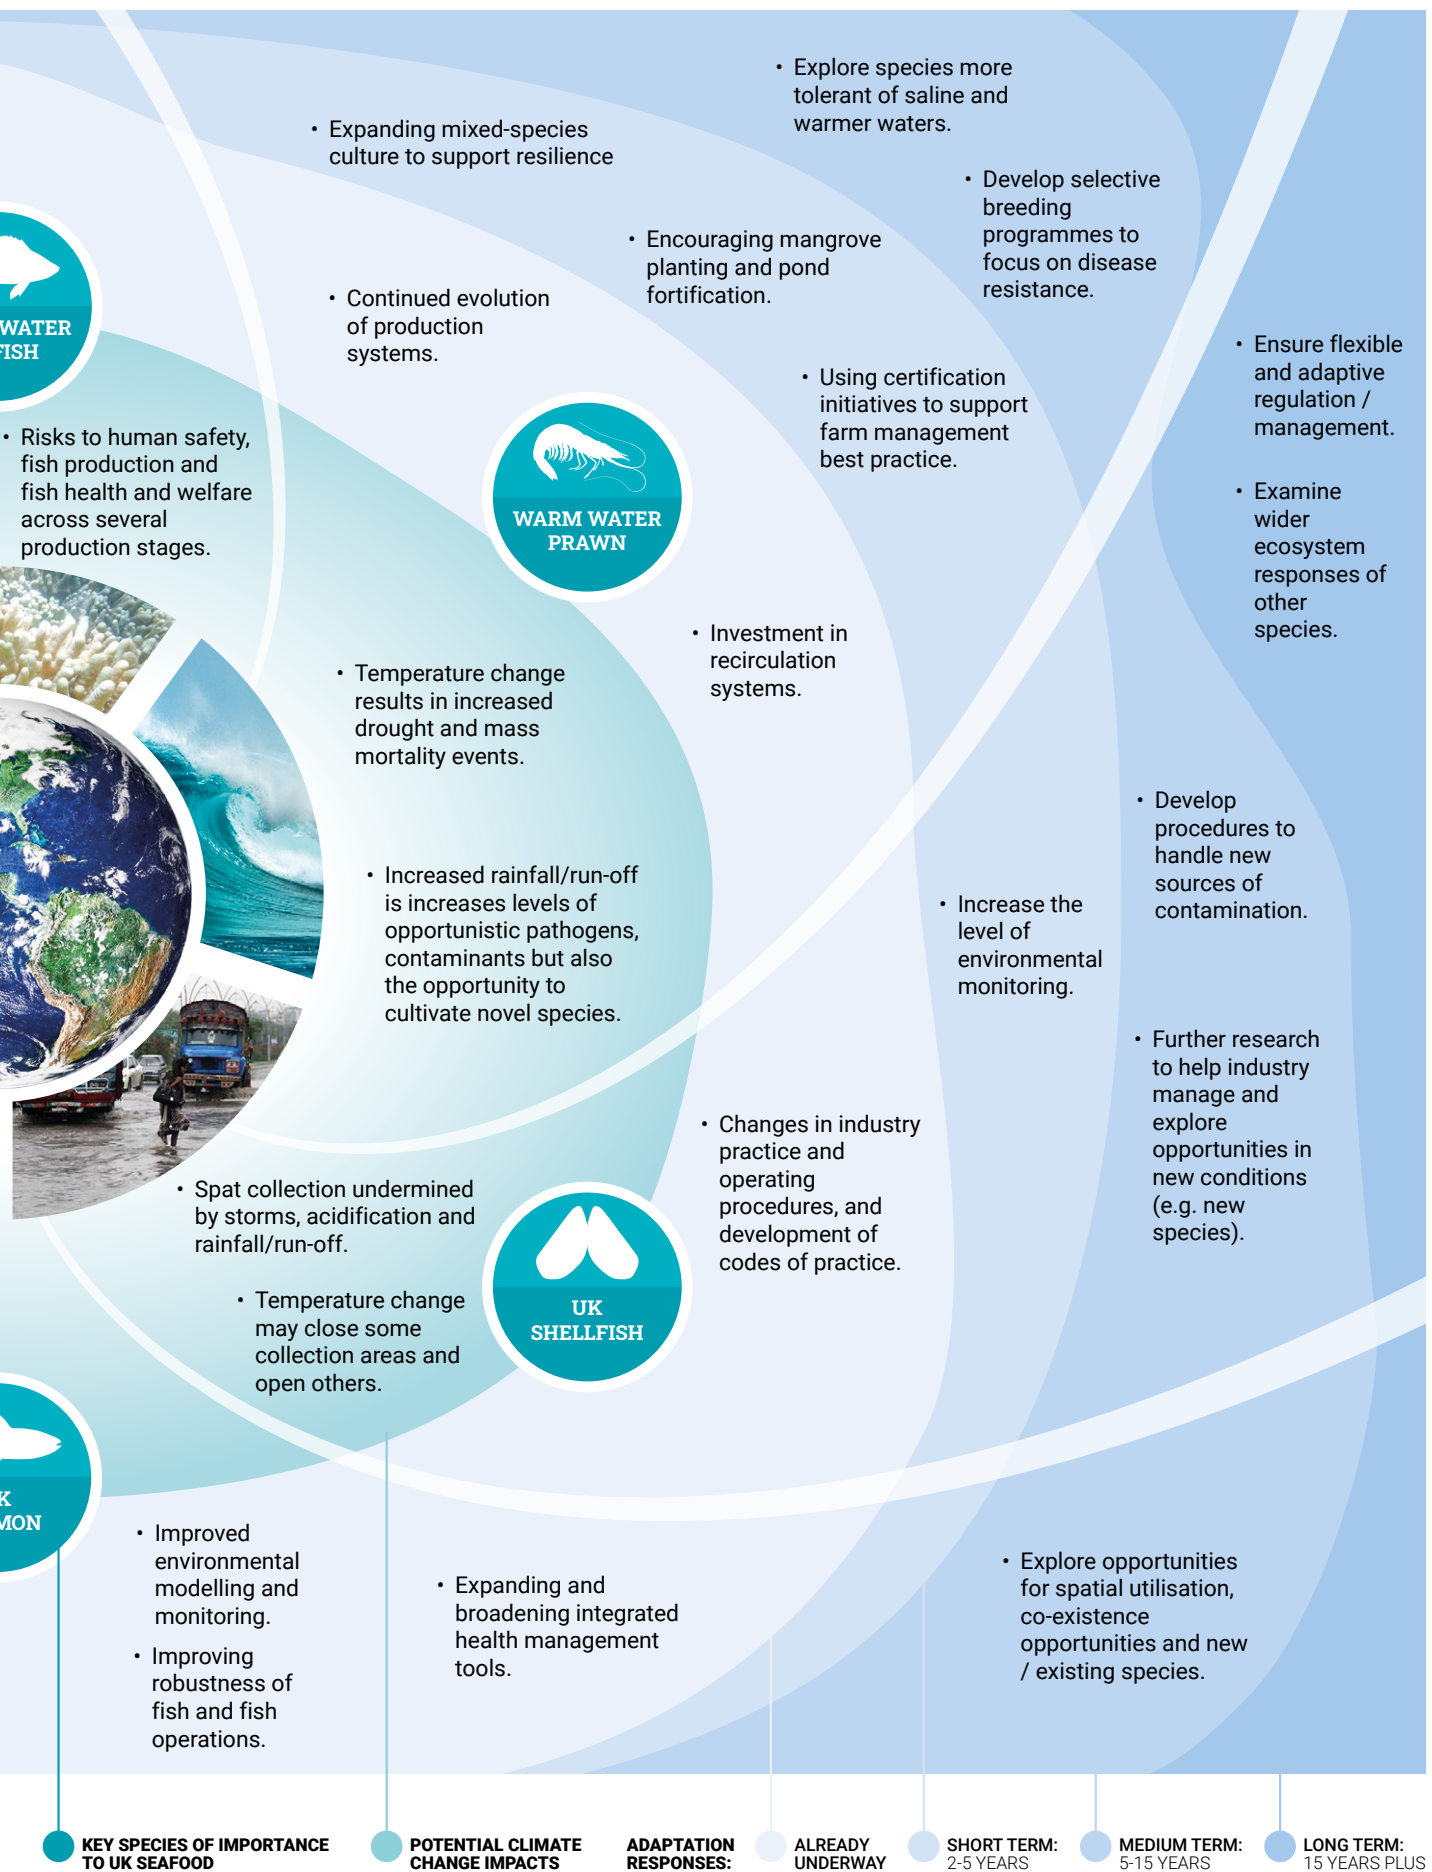 • Explore species more
tolerant of saline and
warmer waters.
• Expanding mixed-species
culture to support resilience
• Develop selective
breeding
programmes to
focus on disease
resistance.
• Encouraging mangrove
planting and pond
fortification.
• Continued evolution
of production
systems.
WATER
FISH
• Ensure flexible
and adaptive
regulation /
management.
• Using certification
initiatives to support
farm management
best practice.
• Risks to human safety,
fish production and
fish health and welfare
across several
production stages.
• Examine
wider
ecosystem
responses of
other
species.
WARM WATER
PRAWN
• Investment in
recirculation
systems.
• Temperature change
results in increased
drought and mass
mortality events.
• Develop
procedures to
handle new
sources of
contamination.
• Increased rainfall/run-off
is increases levels of
opportunistic pathogens,
contaminants but also
the opportunity to
cultivate novel species.
• Increase the
level of
environmental
monitoring.
• Further research
to help industry
manage and
explore
opportunities in
new conditions
(e.g. new
species).
• Changes in industry
practice and
operating
procedures, and
development of
codes of practice.
• Spat collection undermined
by storms, acidification and
rainfall/run-off.
• Temperature change
may close some
collection areas and
open others.
UK
SHELLFISH
K
MON
• Improved
environmental
modelling and
monitoring.
• Improving
robustness of
fish and fish
operations.
• Expanding and
broadening integrated
health management
tools.
• Explore opportunities
for spatial utilisation,
co-existence
opportunities and new
/ existing species.
KEY SPECIES OF IMPORTANCE
TO UK SEAFOOD
POTENTIAL CLIMATE
CHANGE IMPACTS
ADAPTATION
RESPONSES:
ALREADY
UNDERWAY
SHORT TERM:
2-5 YEARS
MEDIUM TERM:
5-15 YEARS
LONG TERM:
15 YEARS PLUS